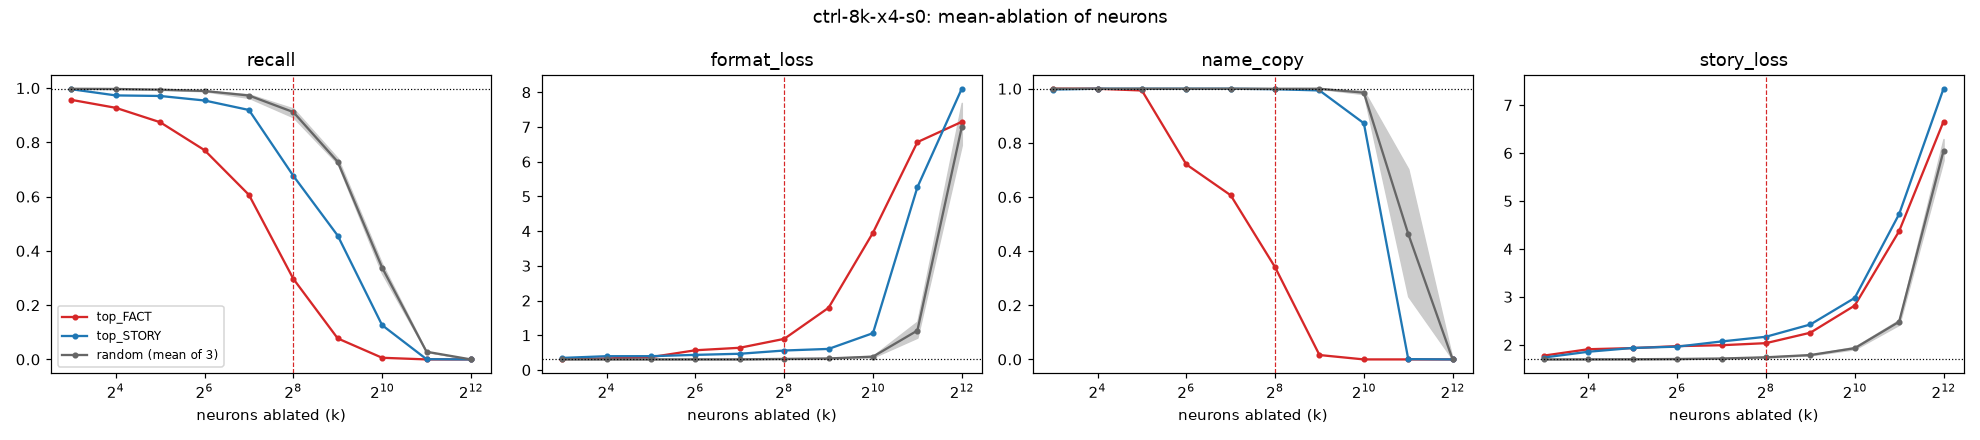 ctrl-8k-x4-s0: mean-ablation of neurons
recall
1.0
0.8
0.6
0.4
0.2
0.0
top_FACT
top_STORY
random (mean of 3)
2^4 2^6 2^8 2^10 2^12
neurons ablated (k)
format_loss
8
7
6
5
4
3
2
1
0
2^4 2^6 2^8 2^10 2^12
neurons ablated (k)
name_copy
1.0
0.8
0.6
0.4
0.2
0.0
2^4 2^6 2^8 2^10 2^12
neurons ablated (k)
story_loss
7
6
5
4
3
2
2^4 2^6 2^8 2^10 2^12
neurons ablated (k)